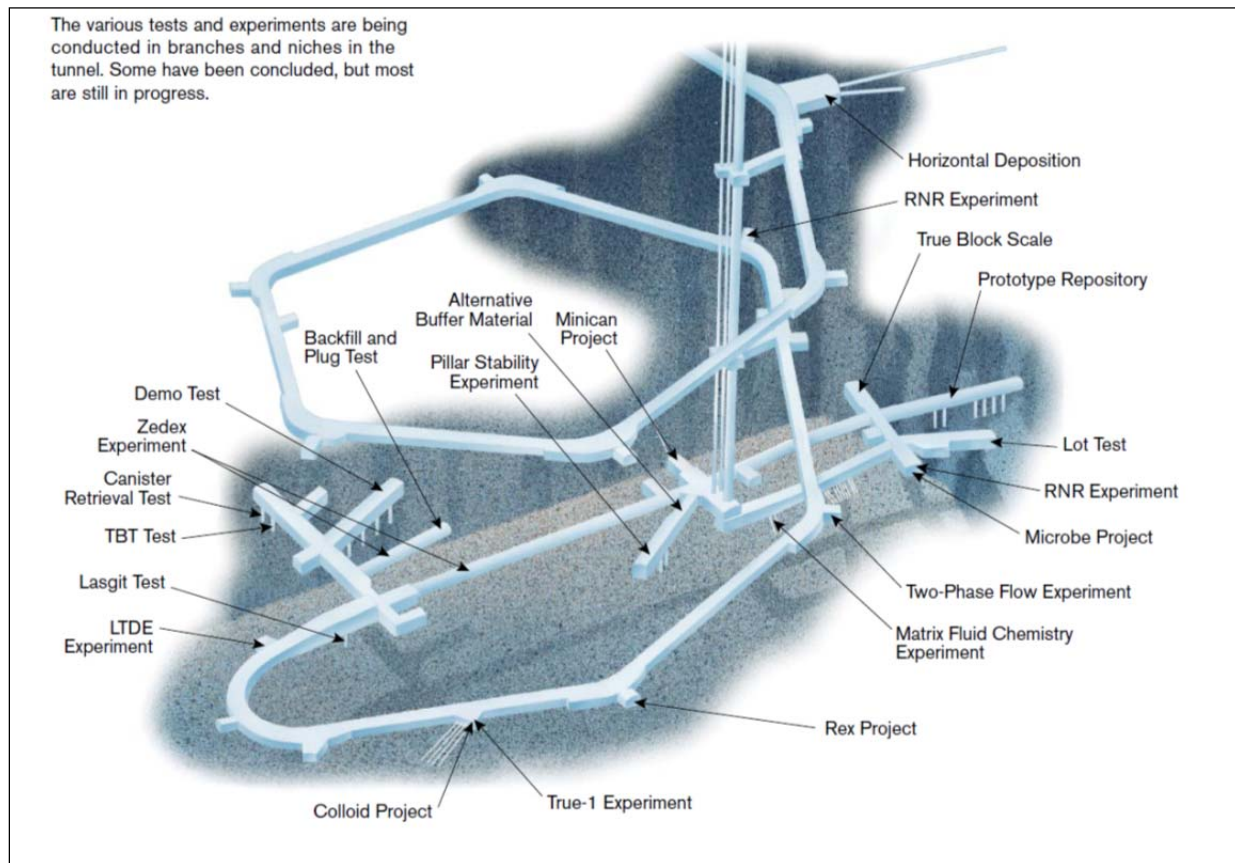 The various tests and experiments are being
conducted in branches and niches in the
tunnel. Some have been concluded, but most
are still in progress.
Horizontal Deposition
RNR Experiment
True Block Scale
Prototype Repository
Alternative
Buffer Material
Minican
Project
Backfill and
Plug Test
Pillar Stability
Experiment
Demo Test
Zedex
Experiment
Canister
Retrieval Test
TBT Test
Lasgit Test
LTDE
Experiment
Lot Test
RNR Experiment
Microbe Project
Two-Phase Flow Experiment
Matrix Fluid Chemistry
Experiment
Rex Project
True-1 Experiment
Colloid Project